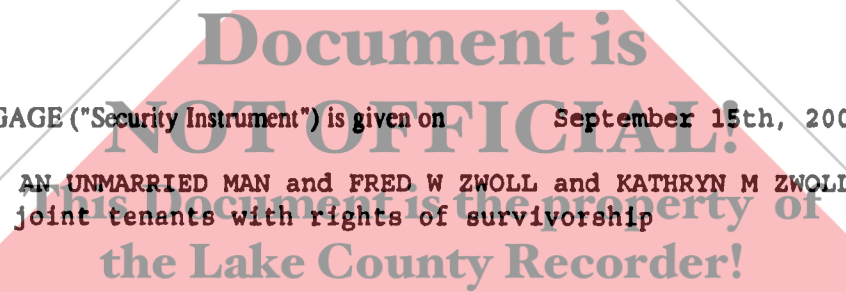 Document is
GAGE ("Security Instrument") is given on September 15th, 200
NOT OFFICIAL!
AN UNMARRIED MAN and FRED W ZWOLL and KATHRYN M ZWOLL
This Document is the property of
joint tenants with rights of survivorship
the Lake County Recorder!